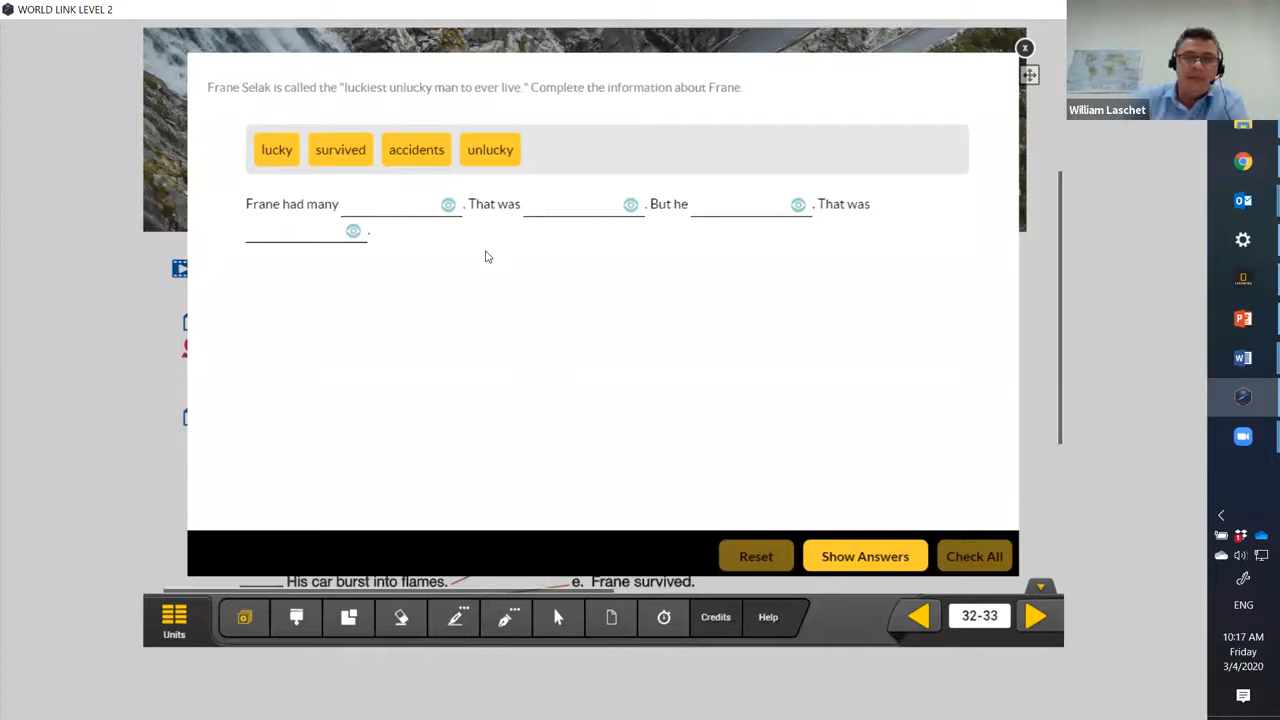 WORLD LINK LEVEL 2
x
Frane Selak is called the "luckiest unlucky man to ever live." Complete the information about Frane.
William Laschet
lucky survived accidents unlucky
Frane had many . That was . But he . That was
.
Reset Show Answers Check All
_____ His car burst into flames. e. Frane survived.
Units
Credits Help
32-33
ENG
10:17 AM
Friday
3/4/2020